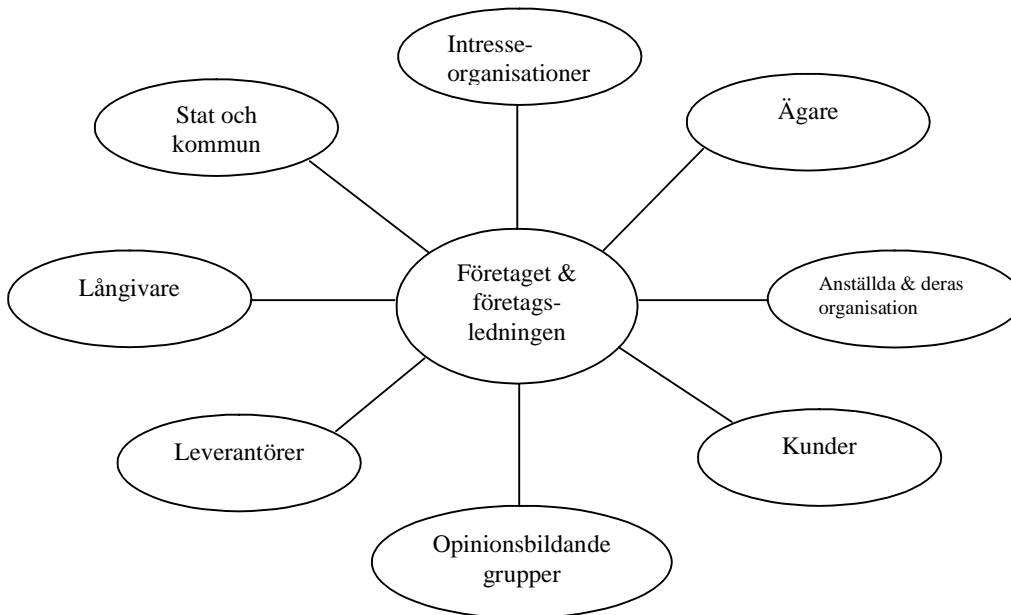 Intresse-
organisationer
Stat och
kommun
Ägare
Långivare
Företaget &
företags-
ledningen
Anställda & deras
organisation
Leverantörer
Kunder
Opinionsbildande
grupper